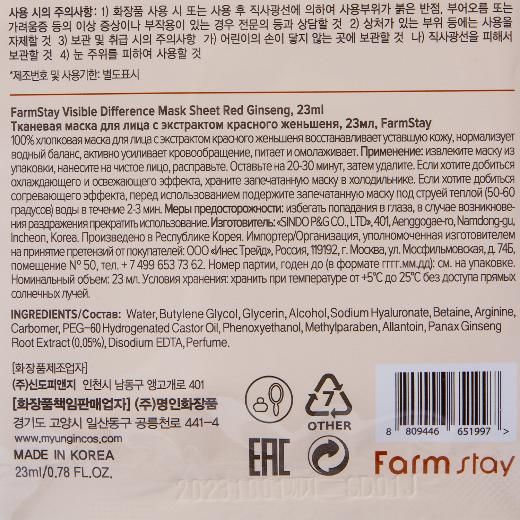 사용 시의 주의사항: 1) 화장품 사용 시 또는 사용 후 직사광선에 의하여 사용부위가 붉은 반점, 부어오름 또는
가려움증 등의 이상 증상이나 부작용이 있는 경우 전문의 등과 상담할 것 2) 상처가 있는 부위 등에는 사용을
자제할 것 3) 보관 및 취급 시의 주의사항 가) 어린이의 손이 닿지 않는 곳에 보관할 것 나) 직사광선을 피해서
보관할 것 4) 눈 주위를 피하여 사용할 것
*제조번호 및 사용기한: 별도표시
FarmStay Visible Difference Mask Sheet Red Ginseng, 23ml
Тканевая маска для лица с экстрактом красного женьшеня, 23мл, FarmStay
100% хлопковая маска для лица с экстрактом красного женьшеня восстанавливает уставшую кожу, нормализует
водный баланс, активно усиливает кровообращение, питает и омолаживает. Применение: извлеките маску из
упаковки, нанесите на чистое лицо, расправьте. Оставьте на 20-30 минут, затем удалите. Если хотите добиться
охлаждающего и освежающего эффекта, храните запечатанную маску в холодильнике. Если хотите добиться
согревающего эффекта, перед использованием подержите запечатанную маску под струей теплой (50-60
градусов) воды в течение 2-3 мин. Меры предосторожности: избегать попадания в глаза, в случае возникнове-
ния раздражения прекратить использование. Изготовитель: «SINDO P&G CO., LTD», 401, Aenggogae-ro, Namdong-gu,
Incheon, Korea. Произведено в Республике Корея. Импортер/Организация, уполномоченная изготовителем
на принятие претензий от покупателей: ООО «Инес Трейд», Россия, 119192, г. Москва, ул. Мосфильмовская, д. 74Б,
помещение № 50, тел. + 7 499 653 73 62. Номер партии, годен до (в формате гггг.мм.дд): см. на упаковке.
Номинальный объем: 23 мл. Условия хранения: хранить при температуре от +5°C до 25°C без доступа прямых
солнечных лучей.
INGREDIENTS/Состав: Water, Butylene Glycol, Glycerin, Alcohol, Sodium Hyaluronate, Betaine, Arginine,
Carbomer, PEG-60 Hydrogenated Castor Oil, Phenoxyethanol, Methylparaben, Allantoin, Panax Ginseng
Root Extract (0,05%), Disodium EDTA, Perfume.
[화장품제조업자]
(주)신도피앤지 인천시 남동구 앵고개로 401
[화장품책임판매업자] (주)명인화장품
경기도 고양시 일산동구 공릉천로 441-4
www.myungincos.com
MADE IN KOREA
23ml/0.78 FL.OZ.
7
OTHER
EAC
8 809446 651997 >
Farm stay